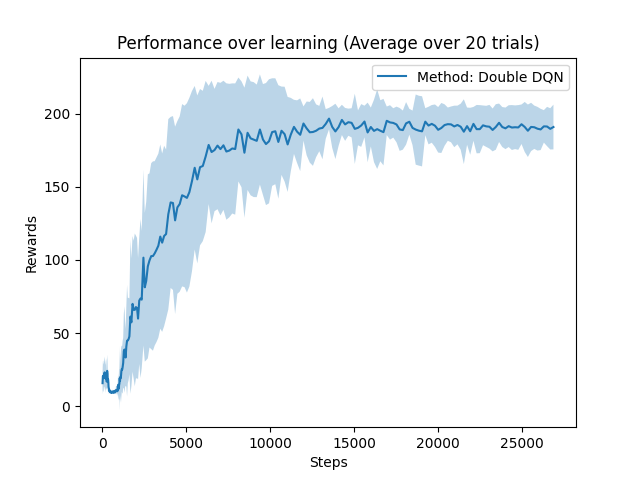 Performance over learning (Average over 20 trials)
Method: Double DQN
Rewards
200
150
100
50
0
0 5000 10000 15000 20000 25000
Steps